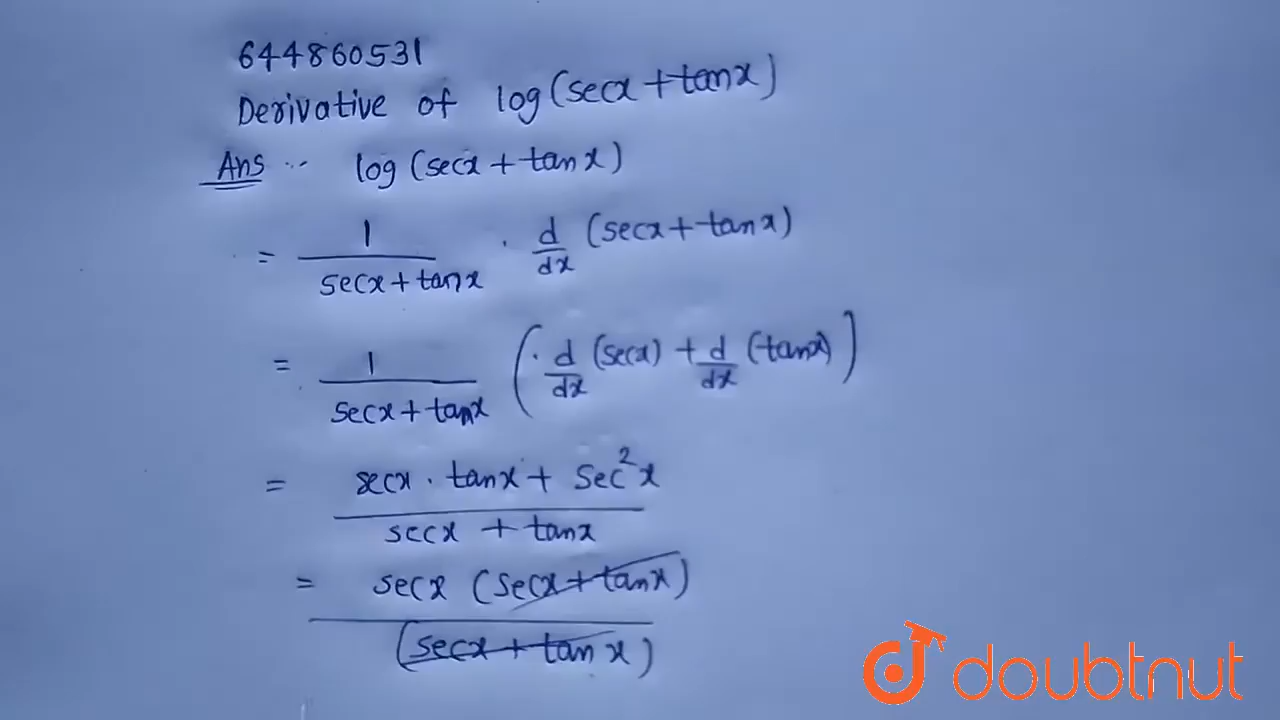 644860531
Derivative of log(secx+tanx)
Ans .. log(secx+tanx)
= 1/(secx+tanx) · d/dx (secx+tanx)
= 1/(secx+tanx) (· d/dx (secx) + d/dx (tanx))
= (secx · tanx + sec²x)/(secx + tanx)
= secx (secx+tanx)/(secx+tanx)
doubtnut